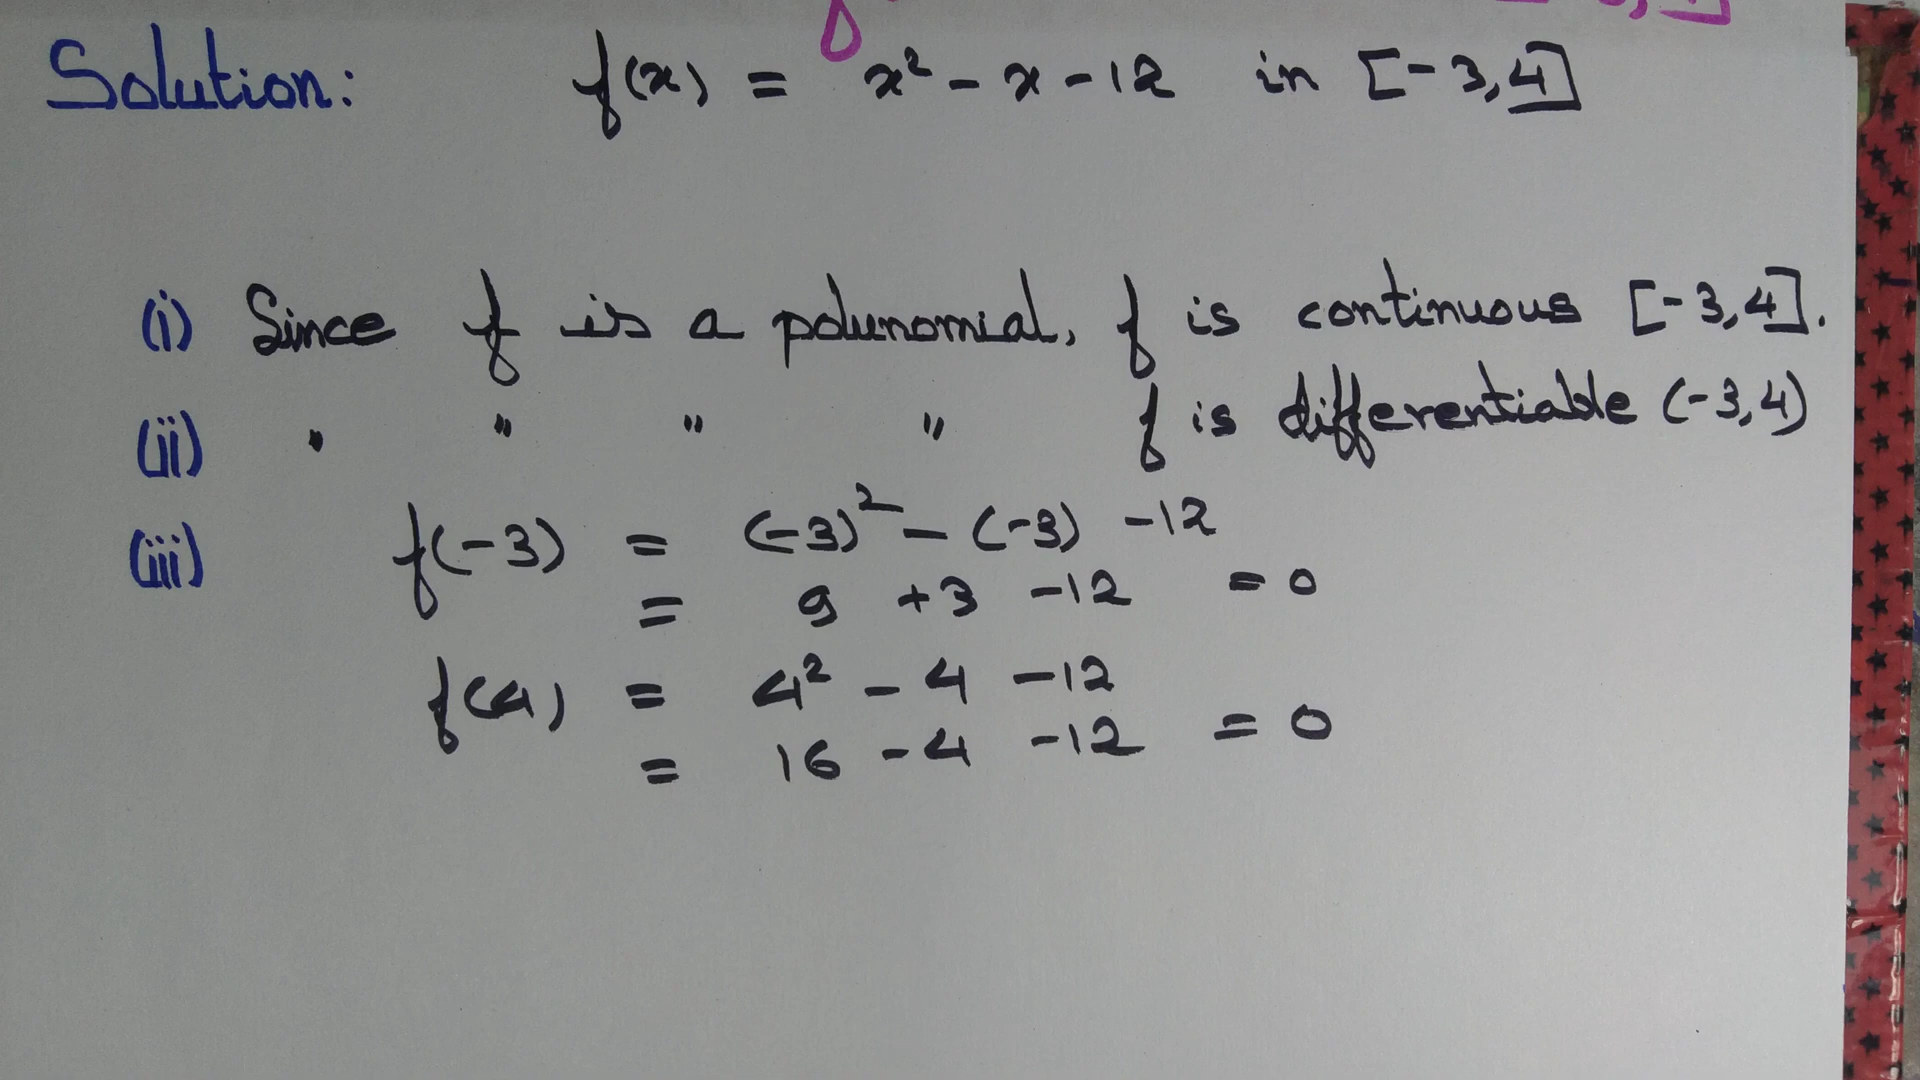 Solution: f(x) = x² - x - 12 in [-3,4]
(i) Since f is a polunomial, f is continuous [-3,4].
(ii) " " " " f is differentiable (-3,4)
(iii) f(-3) = (-3)² - (-3) -12
= 9 +3 -12 = 0
f(4) = 4² - 4 -12
= 16 - 4 -12 = 0